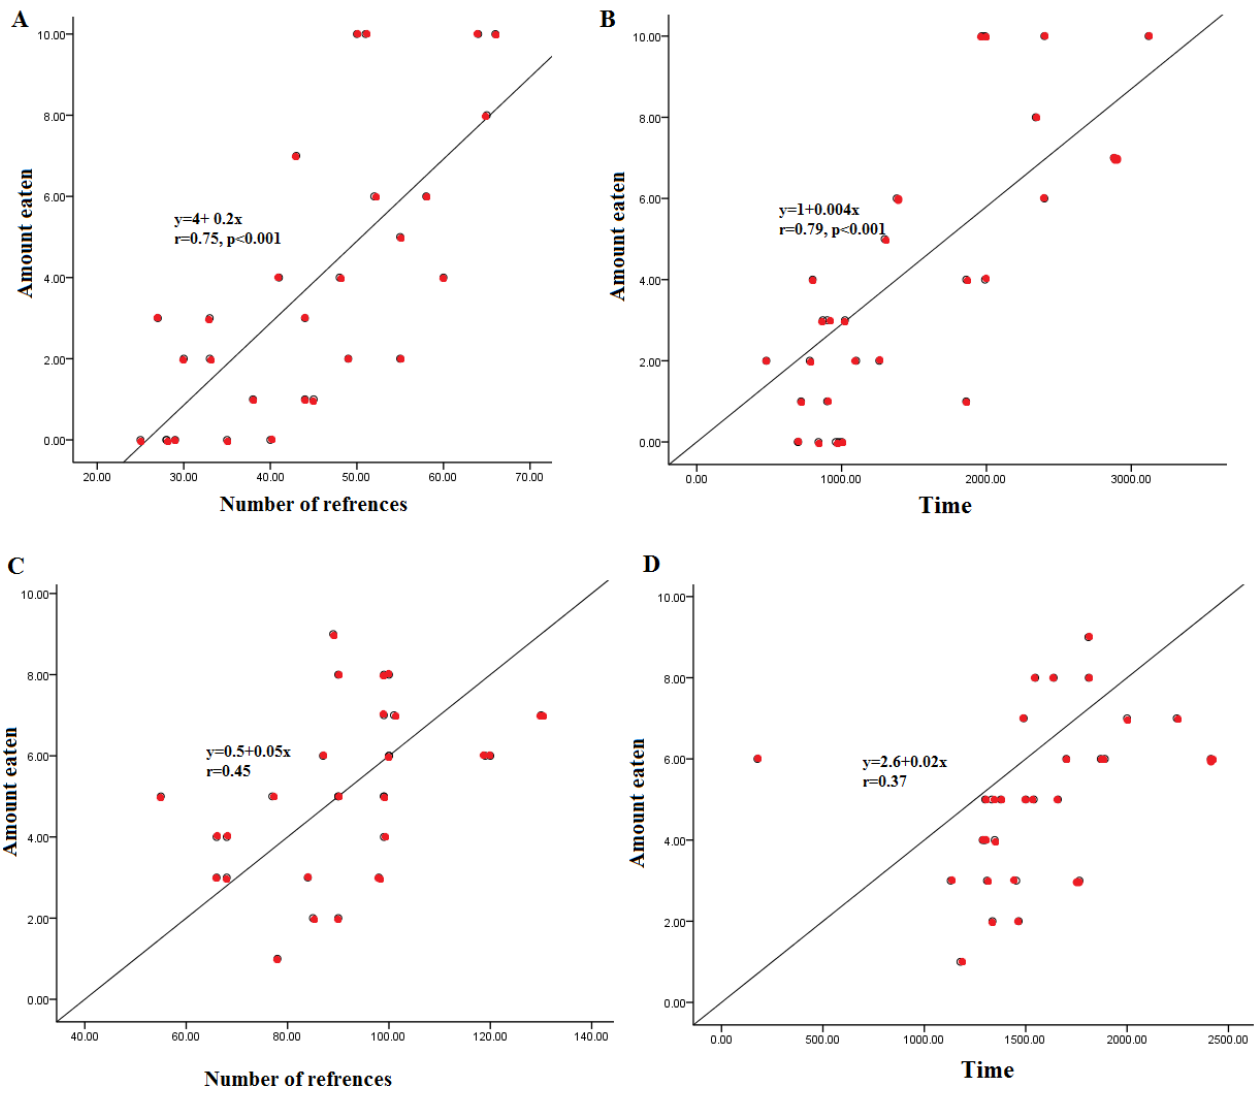 A
10.00
8.00
6.00
4.00
2.00
0.00
Amount eaten
y=4+ 0.2x
r=0.75, p<0.001
20.00 30.00 40.00 50.00 60.00 70.00
Number of refrences
B
10.00
8.00
6.00
4.00
2.00
0.00
Amount eaten
y=1+0.004x
r=0.79, p<0.001
0.00 1000.00 2000.00 3000.00
Time
C
10.00
8.00
6.00
4.00
2.00
0.00
Amount eaten
y=0.5+0.05x
r=0.45
40.00 60.00 80.00 100.00 120.00 140.00
Number of refrences
D
10.00
8.00
6.00
4.00
2.00
0.00
Amount eaten
y=2.6+0.02x
r=0.37
0.00 500.00 1000.00 1500.00 2000.00 2500.00
Time